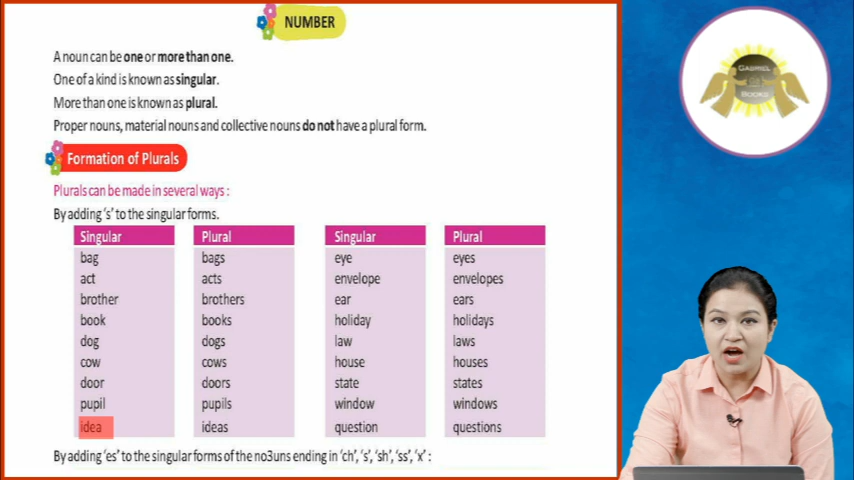 NUMBER
A noun can be one or more than one.
One of a kind is known as singular.
More than one is known as plural.
Proper nouns, material nouns and collective nouns do not have a plural form.
Formation of Plurals
Plurals can be made in several ways :
By adding 's' to the singular forms.
Singular Plural Singular Plural
bag bags eye eyes
act acts envelope envelopes
brother brothers ear ears
book books holiday holidays
dog dogs law laws
cow cows house houses
door doors state states
pupil pupils window windows
idea ideas question questions
By adding 'es' to the singular forms of the no3uns ending in 'ch', 's', 'sh', 'ss', 'x' :
GABRIEL
BOOKS